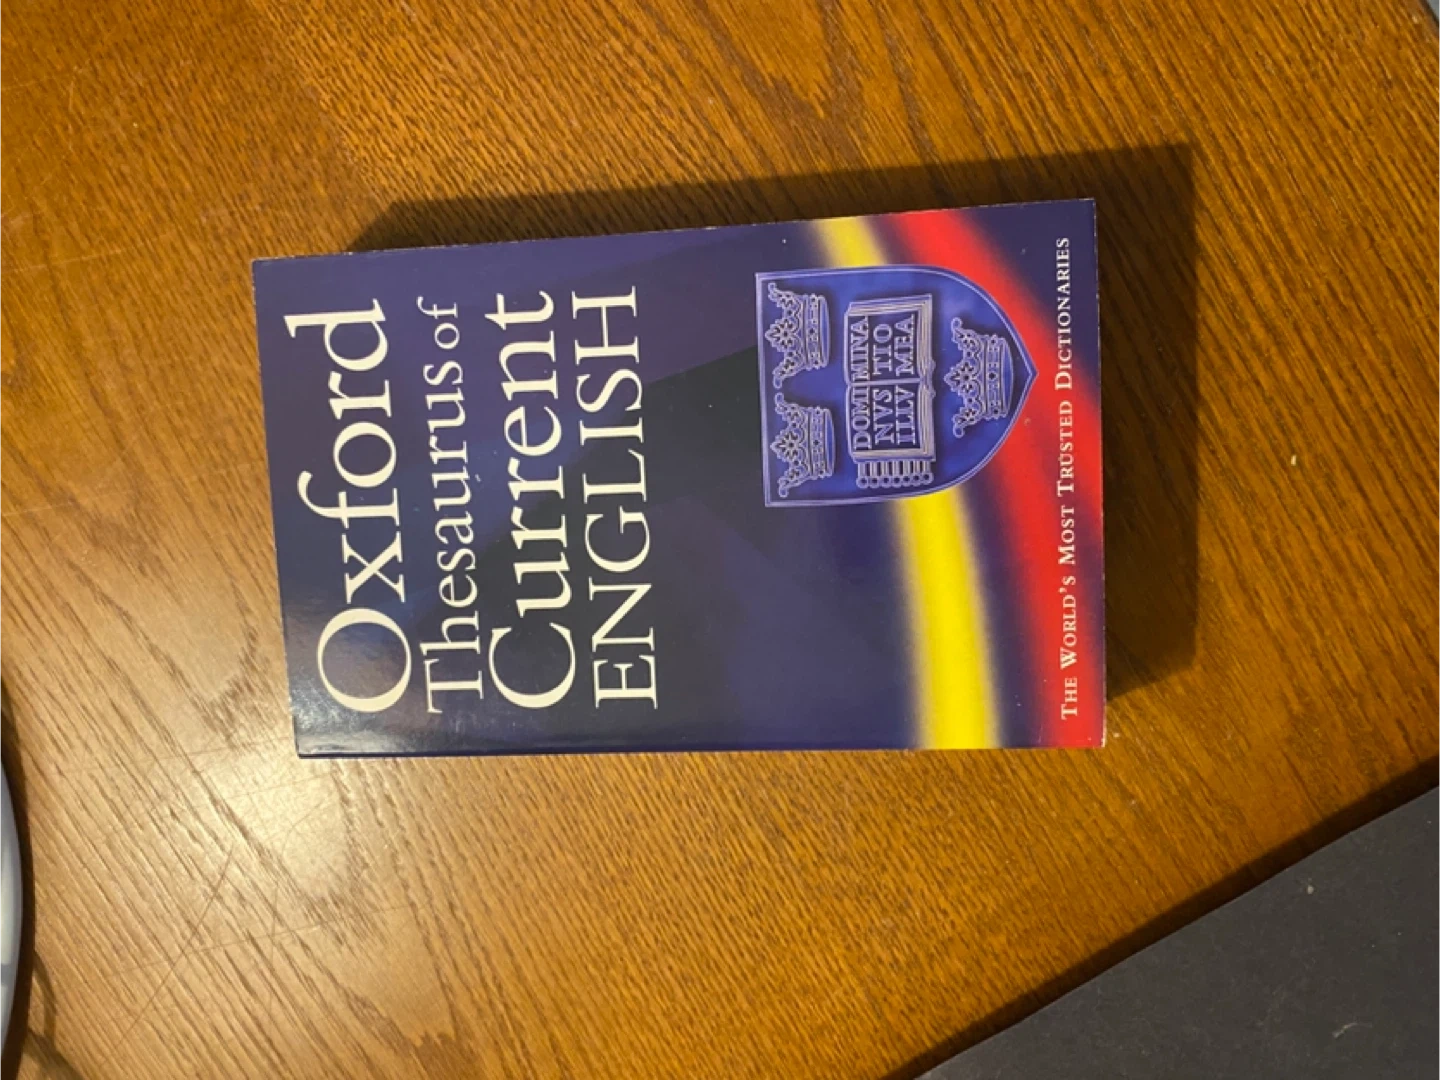 Oxford
Thesaurus of
Current
ENGLISH
DOMI MINA
NVS TIO
ILLV MEA
THE WORLD'S MOST TRUSTED DICTIONARIES